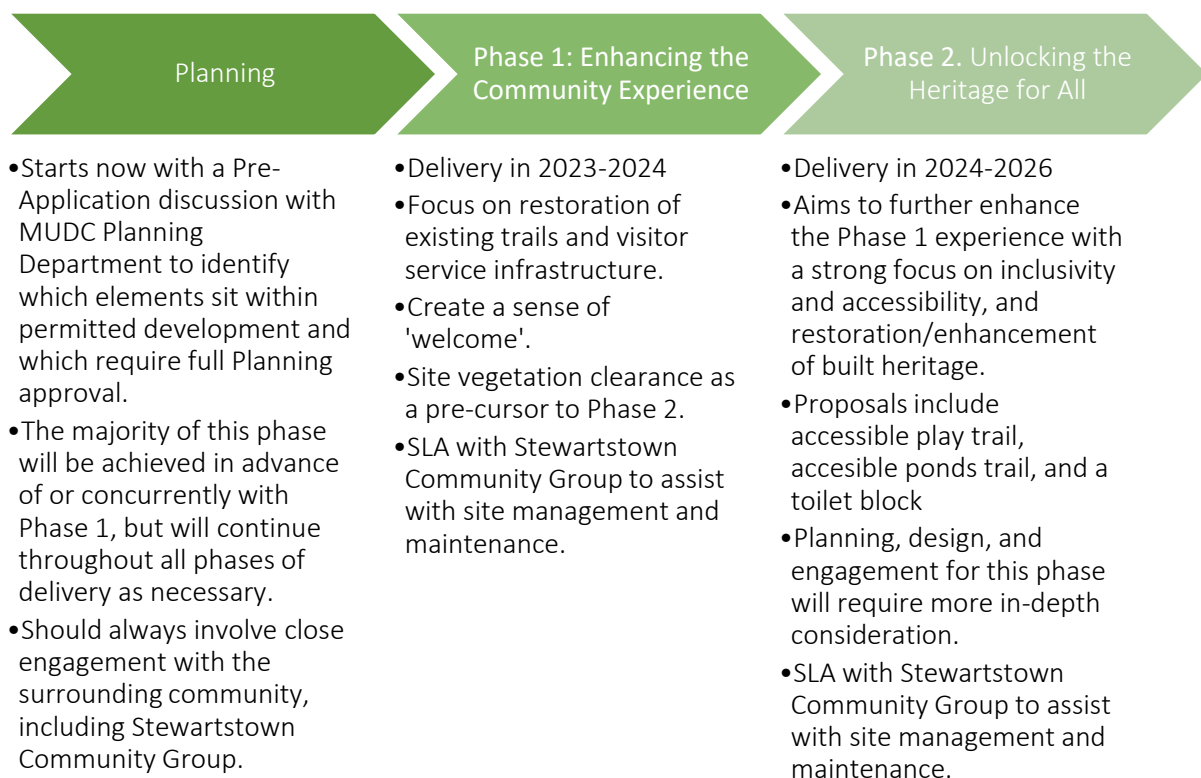 Planning
•Starts now with a Pre-
Application discussion with
MUDC Planning
Department to identify
which elements sit within
permitted development and
which require full Planning
approval.
•The majority of this phase
will be achieved in advance
of or concurrently with
Phase 1, but will continue
throughout all phases of
delivery as necessary.
•Should always involve close
engagement with the
surrounding community,
including Stewartstown
Community Group.
Phase 1: Enhancing the
Community Experience
•Delivery in 2023-2024
•Focus on restoration of
existing trails and visitor
service infrastructure.
•Create a sense of
'welcome'.
•Site vegetation clearance as
a pre-cursor to Phase 2.
•SLA with Stewartstown
Community Group to assist
with site management and
maintenance.
Phase 2. Unlocking the
Heritage for All
•Delivery in 2024-2026
•Aims to further enhance
the Phase 1 experience with
a strong focus on inclusivity
and accessibility, and
restoration/enhancement
of built heritage.
•Proposals include
accessible play trail,
accesible ponds trail, and a
toilet block
•Planning, design, and
engagement for this phase
will require more in-depth
consideration.
•SLA with Stewartstown
Community Group to assist
with site management and
maintenance.